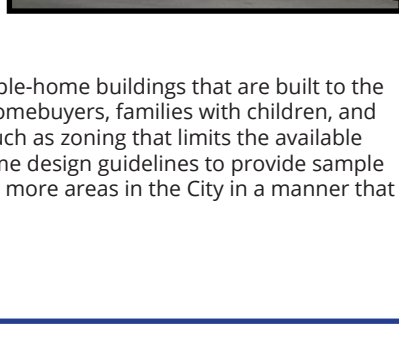 ple-home buildings that are built to the
omebuyers, families with children, and
uch as zoning that limits the available
me design guidelines to provide sample
more areas in the City in a manner that